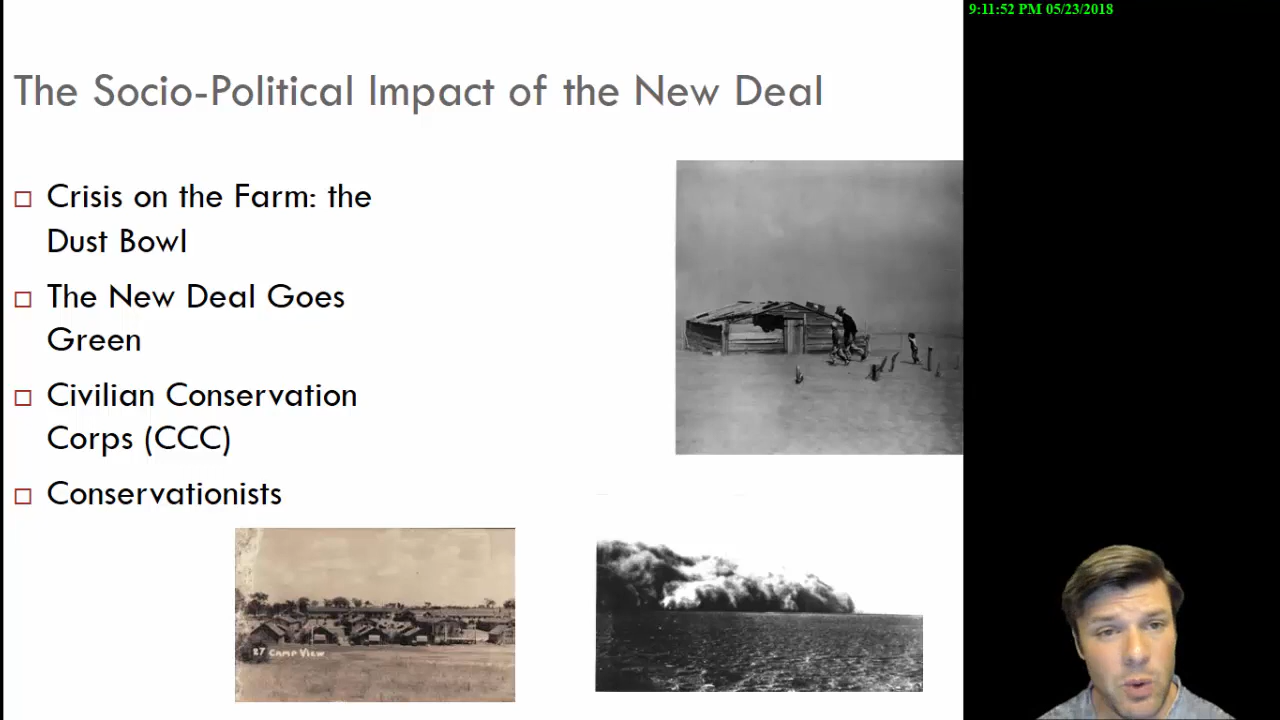 9:11:52 PM 05/23/2018
The Socio-Political Impact of the New Deal
Crisis on the Farm: the
Dust Bowl
The New Deal Goes
Green
Civilian Conservation
Corps (CCC)
Conservationists
27 CAMP VIEW